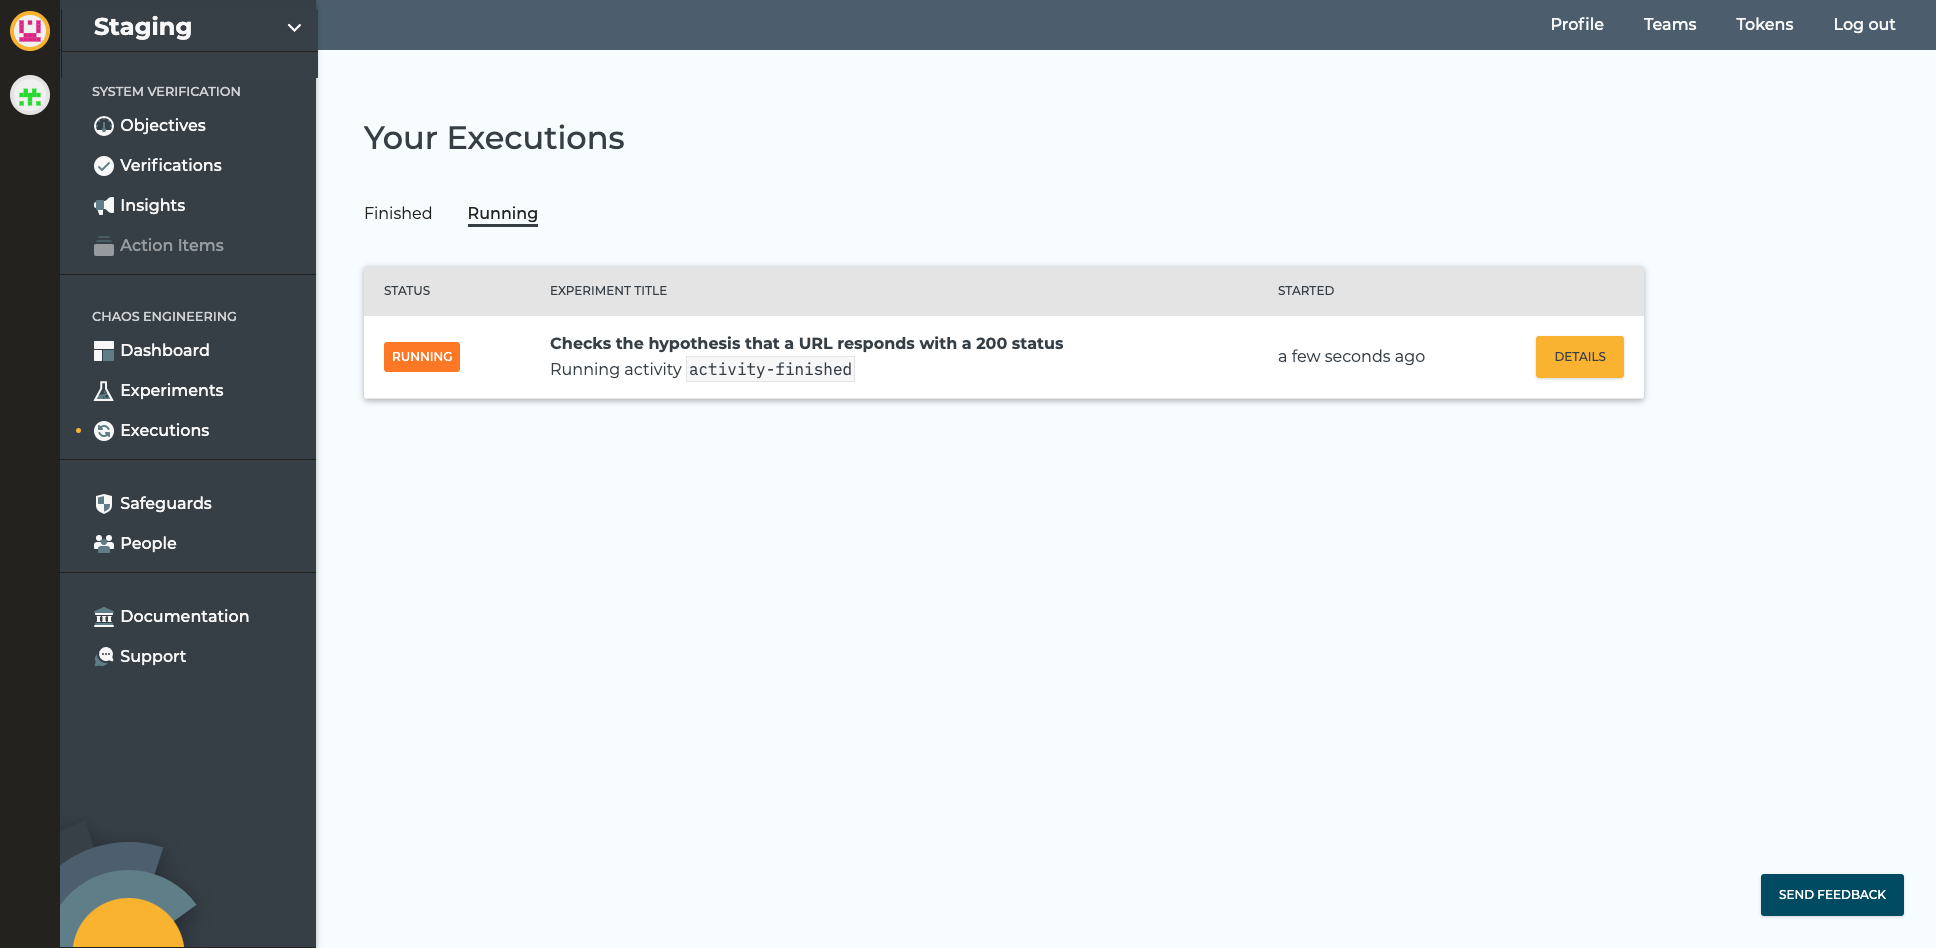 Staging
Profile
Teams
Tokens
Log out
SYSTEM VERIFICATION
Objectives
Verifications
Insights
Action Items
CHAOS ENGINEERING
Dashboard
Experiments
Executions
Safeguards
People
Documentation
Support
Your Executions
Finished
Running
STATUS
EXPERIMENT TITLE
STARTED
RUNNING
Checks the hypothesis that a URL responds with a 200 status
Running activity activity-finished
a few seconds ago
DETAILS
SEND FEEDBACK